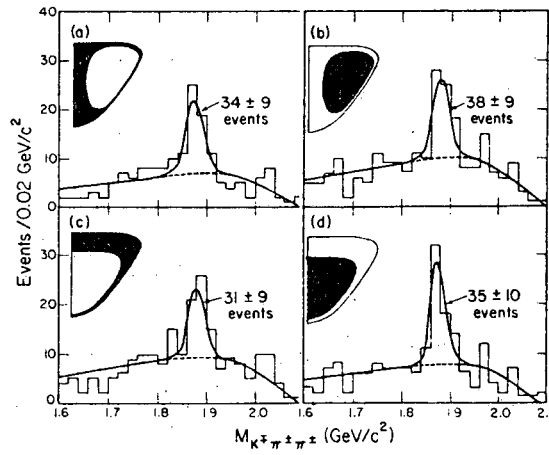 (a)
(b)
34 ± 9
events
38 ± 9
events
(c)
(d)
31 ± 9
events
35 ± 10
events
40
30
20
10
0
30
20
10
0
Events/0.02 GeV/c²
1.6 1.7 1.8 1.9 2.0 1.6 1.7 1.8 1.9 2.0 2.1
M K∓π±π± (GeV/c²)